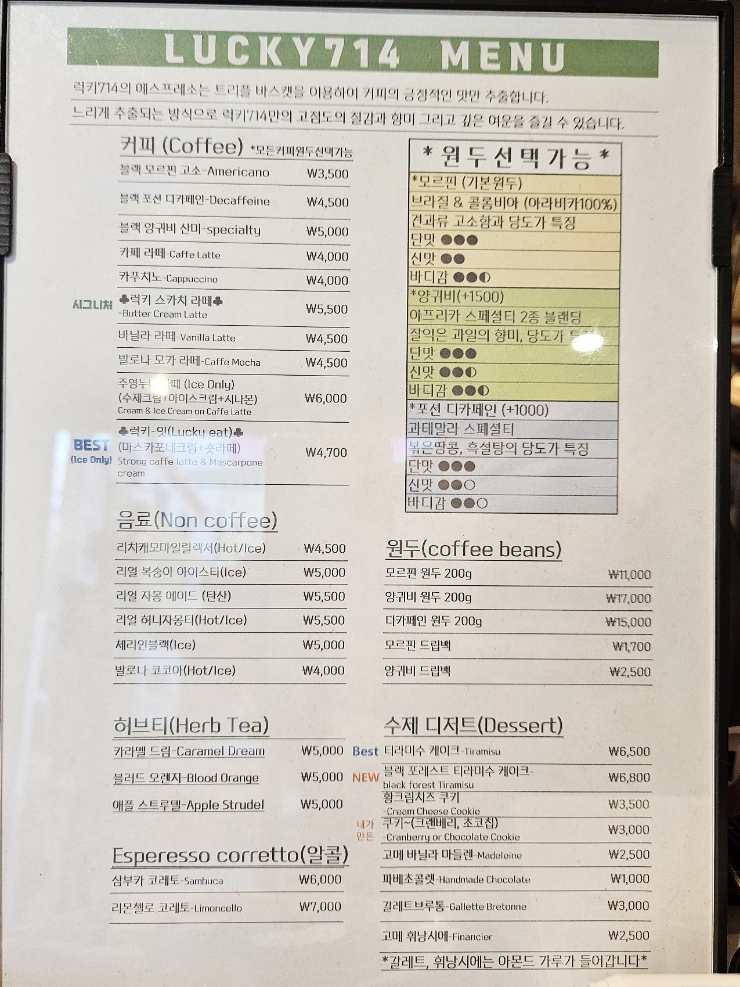 LUCKY714 MENU
럭키714의 에스프레소는 트리플 바스켓을 이용하여 커피의 긍정적인 맛만 추출합니다.
느리게 추출되는 방식으로 럭키714만의 고점도의 질감과 향미 그리고 깊은 여운을 즐길 수 있습니다.
커피 (Coffee) *모든커피원두선택가능
블랙 모르핀 고소-Americano ₩3,500
블랙 포션 디카페인-Decaffeine ₩4,500
블랙 양귀비 산미-specialty ₩5,000
카페 라떼-Caffe Latte ₩4,000
카푸치노-Cappuccino ₩4,000
시그니처 ♣럭키 스카치 라떼♣ ₩5,500
-Butter Cream Latte
바닐라 라떼-Vanilla Latte ₩4,500
발로나 모카 라떼-Caffe Mocha ₩4,500
(Ice Only)
(수제크림+아이스크림+시나몬) ₩6,000
Cream & Ice Cream on Caffe Latte
♣럭키-잇(Lucky eat)♣
BEST (마스카포네크림+숏라떼) ₩4,700
(Ice Only) Strong caffe latte & Mascarpone
cream
*원두선택가능*
*모르핀 (기본원두)
브라질 & 콜롬비아 (아라비카100%)
견과류 고소함과 당도가 특징
단맛 ●●●
신맛 ●●
바디감 ●●◐
*양귀비(+1500)
아프리카 스페셜티 2종 블랜딩
잘익은 과일의 향미, 당도가
단맛 ●●●
신맛 ●●◐
바디감 ●●◐
*포션 디카페인 (+1000)
과테말라 스페셜티
볶은땅콩, 흑설탕의 당도가 특징
단맛 ●●●
신맛 ●●○
바디감 ●●○
음료(Non coffee)
리치캐모마일릴렉서(Hot/Ice) ₩4,500
리얼 복숭아 아이스티(Ice) ₩5,000
리얼 자몽 에이드 (탄산) ₩5,500
리얼 허니자몽티(Hot/Ice) ₩5,500
체리인블랙(Ice) ₩5,000
발로나 코코아(Hot/Ice) ₩4,000
원두(coffee beans)
모르핀 원두 200g ₩11,000
양귀비 원두 200g ₩17,000
디카페인 원두 200g ₩15,000
모르핀 드립백 ₩1,700
양귀비 드립백 ₩2,500
허브티(Herb Tea)
카라멜 드림-Caramel Dream ₩5,000
블러드 오렌지-Blood Orange ₩5,000
애플 스트루델-Apple Strudel ₩5,000
Esperesso corretto(알콜)
삼부카 코레토-Sambuca ₩6,000
리몬첼로 코레토-Limoncello ₩7,000
수제 디저트(Dessert)
Best 티라미수 케이크-Tiramisu ₩6,500
NEW 블랙 포레스트 티라미수 케이크- ₩6,800
black forest Tiramisu
황크림치즈 쿠키 ₩3,500
-Cream Cheese Cookie
내가 쿠키~(크랜베리, 초코칩) ₩3,000
만든 -Cranberry or Chocolate Cookie
고메 바닐라 마들렌-Madeleine ₩2,500
파베초콜렛-Handmade Chocolate ₩1,000
갈레트브루통-Gallette Bretonne ₩3,000
고메 휘낭시에-Financier ₩2,500
*갈레트, 휘낭시에는 아몬드 가루가 들어갑니다*